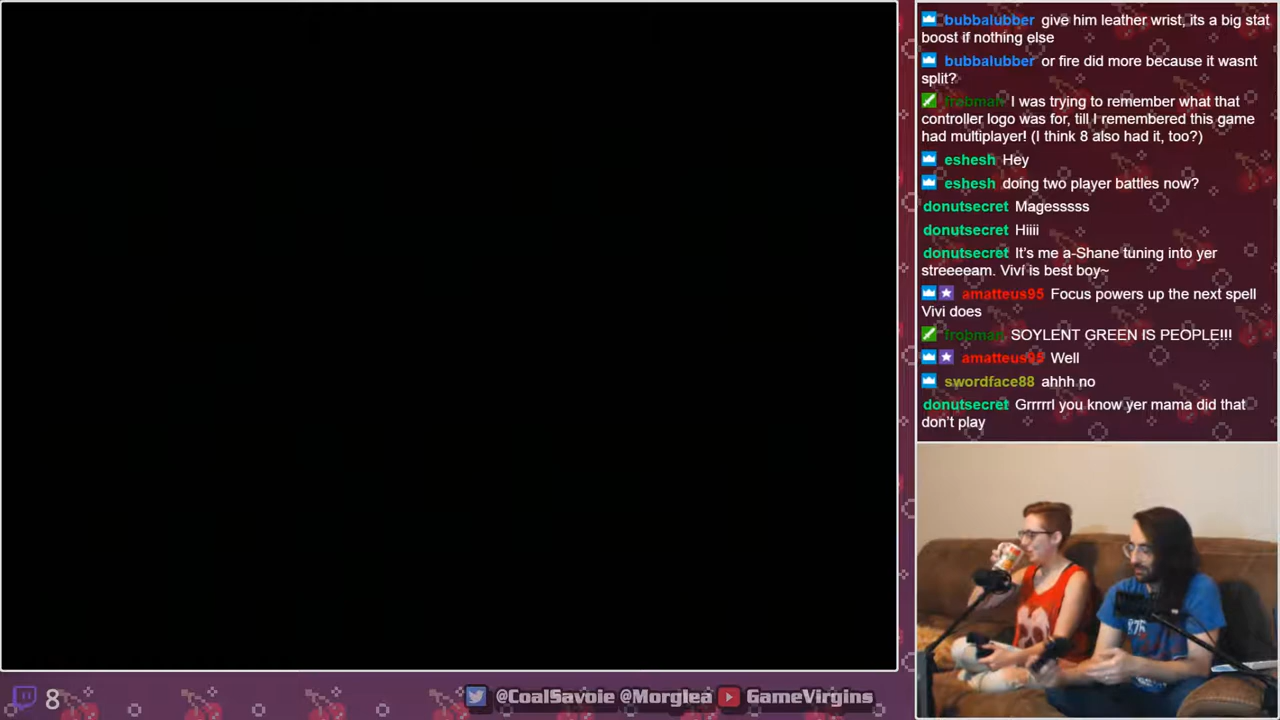 bubbalubber give him leather wrist, its a big stat
boost if nothing else
bubbalubber or fire did more because it wasnt
split?
frobman I was trying to remember what that
controller logo was for, till I remembered this game
had multiplayer! (I think 8 also had it, too?)
eshesh Hey
eshesh doing two player battles now?
donutsecret Magesssss
donutsecret Hiiii
donutsecret It's me a-Shane tuning into yer
streeeeam. Vivi is best boy~
amatteus95 Focus powers up the next spell
Vivi does
frobman SOYLENT GREEN IS PEOPLE!!!
amatteus95 Well
swordface88 ahhh no
donutsecret Grrrrrl you know yer mama did that
don't play
8
@CoalSavoie @Morglea GameVirgins